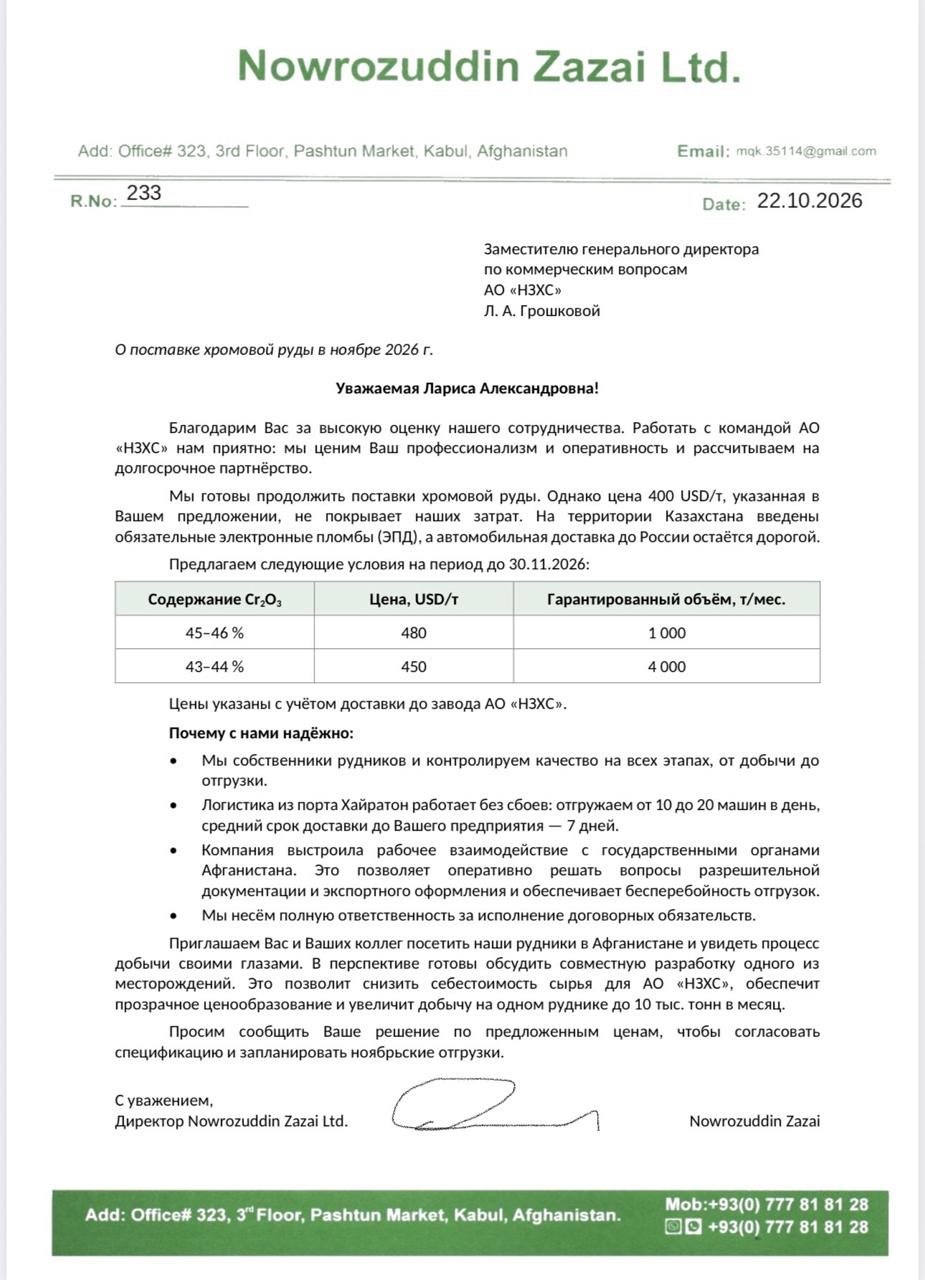 Nowrozuddin Zazai Ltd.
Add: Office# 323, 3rd Floor, Pashtun Market, Kabul, Afghanistan
Email: mqk.35114@gmail.com
R.No: 233
Date: 22.10.2026
Заместителю генерального директора
по коммерческим вопросам
АО «НЗХС»
Л. А. Грошковой
О поставке хромовой руды в ноябре 2026 г.
Уважаемая Лариса Александровна!
Благодарим Вас за высокую оценку нашего сотрудничества. Работать с командой АО
«НЗХС» нам приятно: мы ценим Ваш профессионализм и оперативность и рассчитываем на
долгосрочное партнёрство.
Мы готовы продолжить поставки хромовой руды. Однако цена 400 USD/т, указанная в
Вашем предложении, не покрывает наших затрат. На территории Казахстана введены
обязательные электронные пломбы (ЭПД), а автомобильная доставка до России остаётся дорогой.
Предлагаем следующие условия на период до 30.11.2026:
Содержание Cr₂O₃ Цена, USD/т Гарантированный объём, т/мес.
45–46 % 480 1 000
43–44 % 450 4 000
Цены указаны с учётом доставки до завода АО «НЗХС».
Почему с нами надёжно:
• Мы собственники рудников и контролируем качество на всех этапах, от добычи до
отгрузки.
• Логистика из порта Хайратон работает без сбоев: отгружаем от 10 до 20 машин в день,
средний срок доставки до Вашего предприятия — 7 дней.
• Компания выстроила рабочее взаимодействие с государственными органами
Афганистана. Это позволяет оперативно решать вопросы разрешительной
документации и экспортного оформления и обеспечивает бесперебойность отгрузок.
• Мы несём полную ответственность за исполнение договорных обязательств.
Приглашаем Вас и Ваших коллег посетить наши рудники в Афганистане и увидеть процесс
добычи своими глазами. В перспективе готовы обсудить совместную разработку одного из
месторождений. Это позволит снизить себестоимость сырья для АО «НЗХС», обеспечит
прозрачное ценообразование и увеличит добычу на одном руднике до 10 тыс. тонн в месяц.
Просим сообщить Ваше решение по предложенным ценам, чтобы согласовать
спецификацию и запланировать ноябрьские отгрузки.
С уважением,
Директор Nowrozuddin Zazai Ltd. Nowrozuddin Zazai
Add: Office# 323, 3rd Floor, Pashtun Market, Kabul, Afghanistan.
Mob:+93(0) 777 81 81 28
+93(0) 777 81 81 28